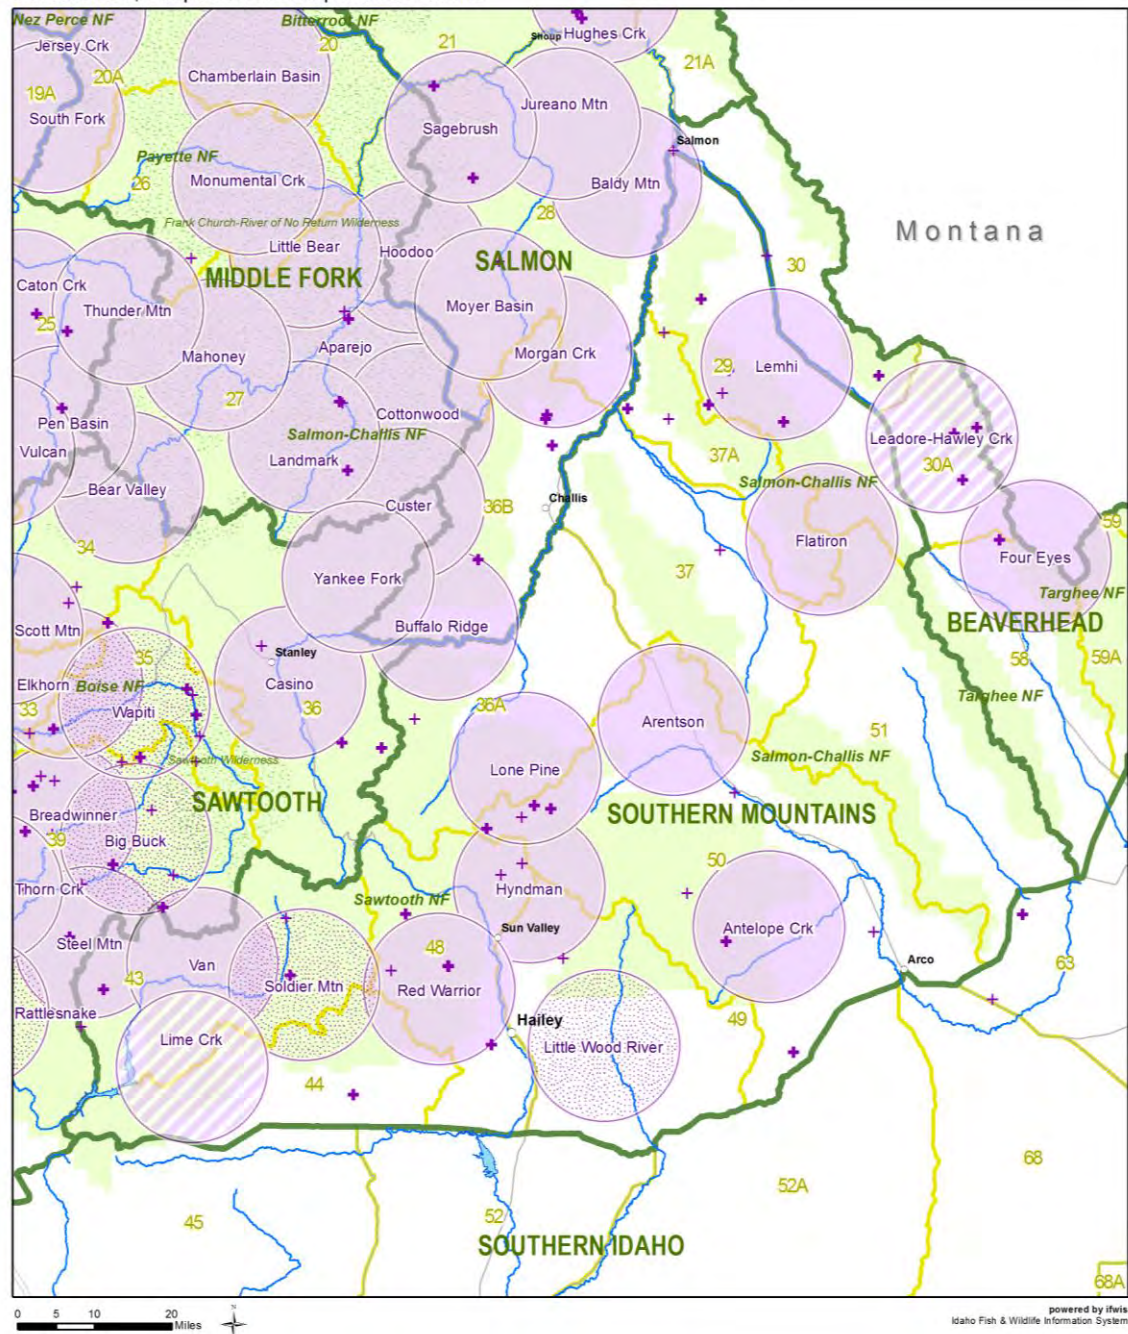 Nez Perce NF
Bitterroot NF
Hughes Crk
Shoup
Jersey Crk
20
21
21A
Chamberlain Basin
20A
19A
South Fork
Sagebrush
Jureano Mtn
Salmon
Payette NF
26
Monumental Crk
Baldy Mtn
28
Frank Church-River of No Return Wilderness
Little Bear
Hoodoo
SALMON
Montana
30
MIDDLE FORK
Caton Crk
Thunder Mtn
Moyer Basin
25
Mahoney
Aparejo
Morgan Crk
29
Lemhi
27
Cottonwood
Pen Basin
Salmon-Challis NF
Leadore-Hawley Crk
Vulcan
Landmark
37A
30A
Bear Valley
Salmon-Challis NF
Custer
36B
Challis
59
34
Flatiron
Four Eyes
Yankee Fork
37
Targhee NF
Scott Mtn
Buffalo Ridge
BEAVERHEAD
35
Stanley
58
59A
Elkhorn
Boise NF
Casino
Targhee NF
33
Wapiti
36
36A
Arentson
51
Sawtooth Wilderness
Lone Pine
Salmon-Challis NF
SAWTOOTH
SOUTHERN MOUNTAINS
Breadwinner
39
Big Buck
50
Thorn Crk
Hyndman
Sawtooth NF
Steel Mtn
Sun Valley
Antelope Crk
48
43
Van
Arco
63
Soldier Mtn
Red Warrior
Rattlesnake
Hailey
49
Lime Crk
Little Wood River
44
68
52A
45
52
SOUTHERN IDAHO
68A
0 5 10 20
Miles
N
powered by ifwis
Idaho Fish & Wildlife Information System